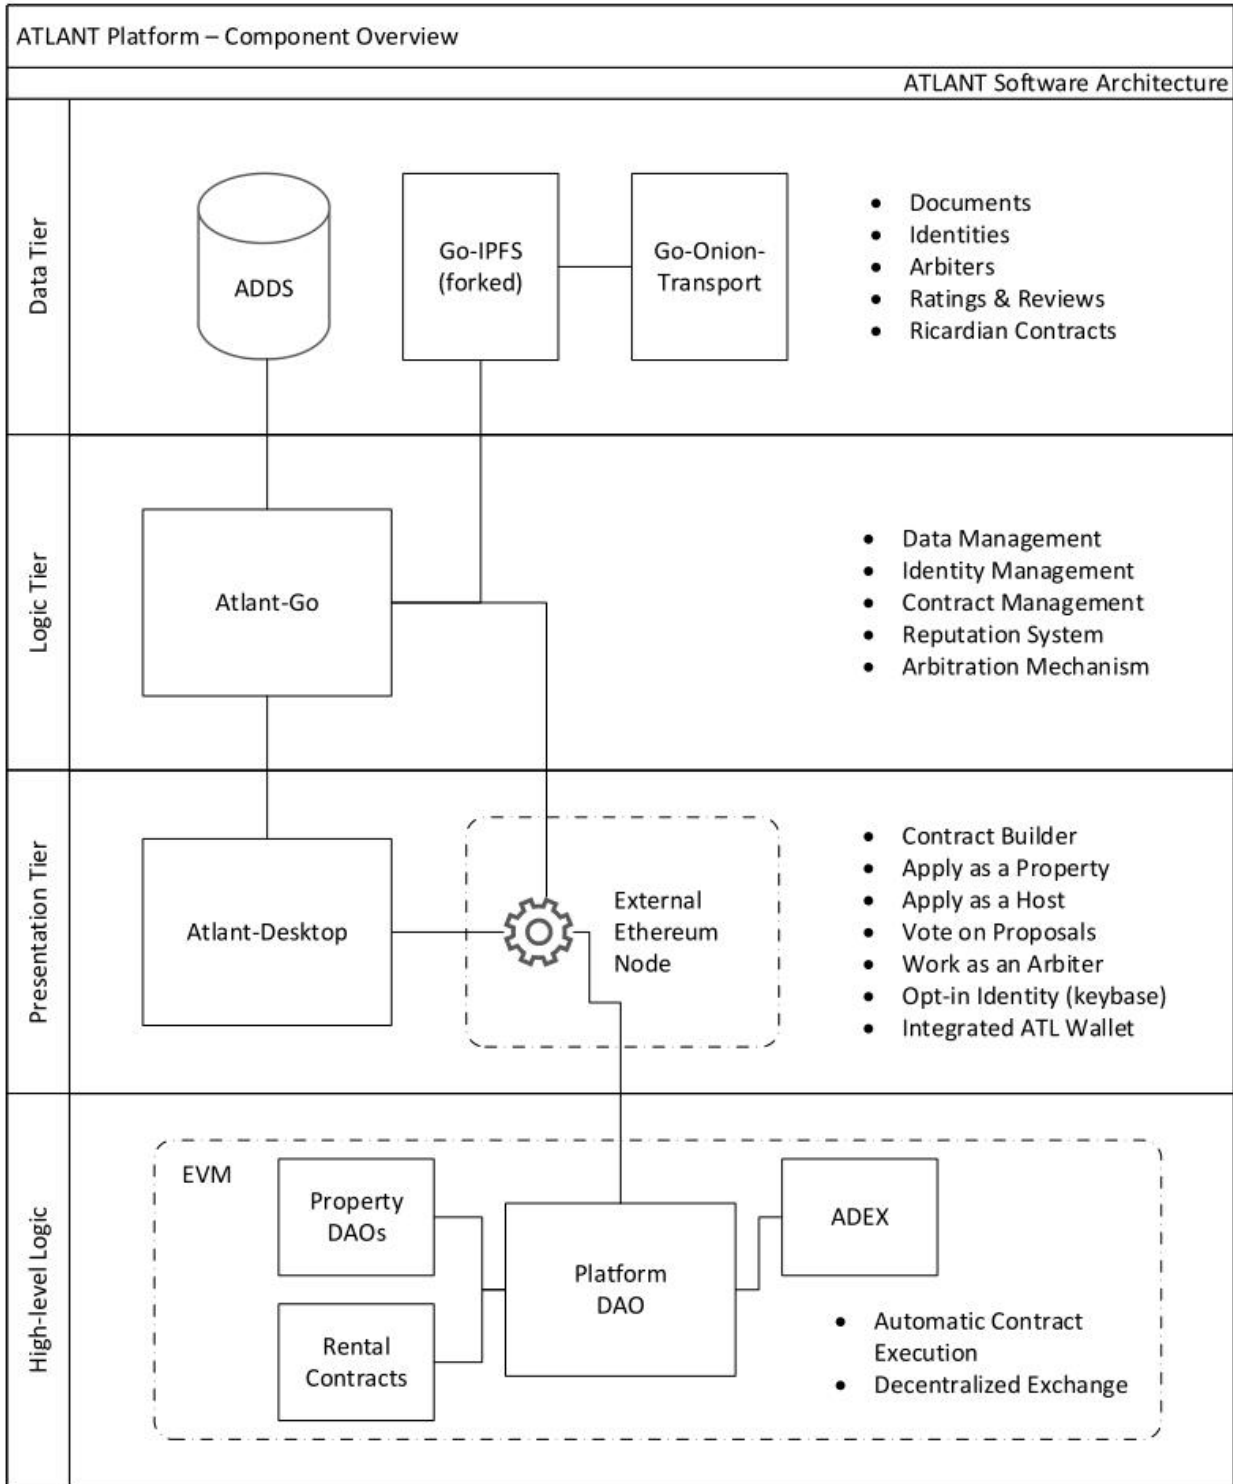 ATLANT Platform – Component Overview
ATLANT Software Architecture
Data Tier
ADDS
Go-IPFS
(forked)
Go-Onion-
Transport
• Documents
• Identities
• Arbiters
• Ratings & Reviews
• Ricardian Contracts
Logic Tier
Atlant-Go
• Data Management
• Identity Management
• Contract Management
• Reputation System
• Arbitration Mechanism
Presentation Tier
Atlant-Desktop
External
Ethereum
Node
• Contract Builder
• Apply as a Property
• Apply as a Host
• Vote on Proposals
• Work as an Arbiter
• Opt-in Identity (keybase)
• Integrated ATL Wallet
High-level Logic
EVM
Property
DAOs
Rental
Contracts
Platform
DAO
ADEX
• Automatic Contract
Execution
• Decentralized Exchange